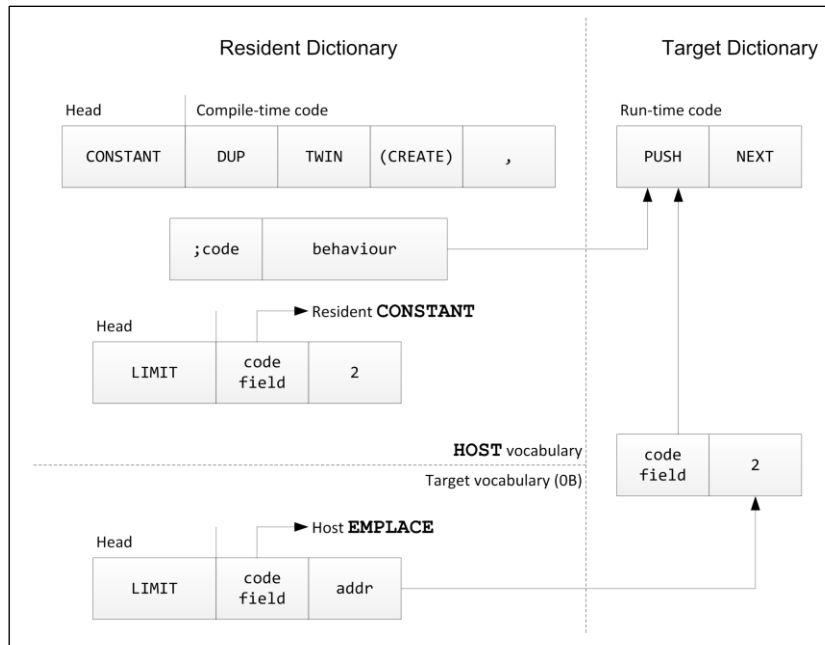 Resident Dictionary
Target Dictionary
Head
Compile-time code
Run-time code
CONSTANT
DUP
TWIN
(CREATE)
,
PUSH
NEXT
;code
behaviour
Resident CONSTANT
Head
LIMIT
code
field
2
HOST vocabulary
Target vocabulary (0B)
code
field
2
Host EMPLACE
Head
LIMIT
code
field
addr